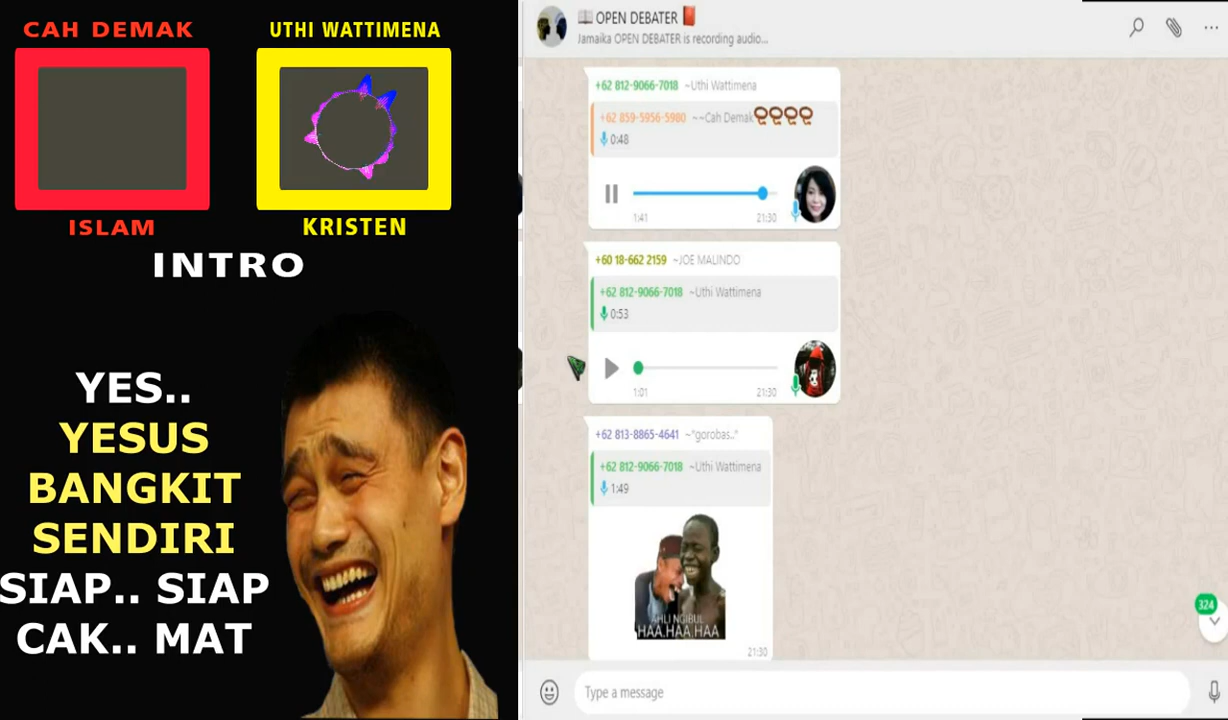 CAH DEMAK
UTHI WATTIMENA
ISLAM
KRISTEN
INTRO
YES..
YESUS
BANGKIT
SENDIRI
SIAP.. SIAP
CAK.. MAT
OPEN DEBATER
Jamaika OPEN DEBATER is recording audio...
+62 812-9066-7018 ~Uthi Wattimena
+62 859-5956-5980 ~~Cah Demak
0:48
1:41 21:30
+60 18-662 2159 ~JOE MALINDO
+62 812-9066-7018 ~Uthi Wattimena
0:53
1:01 21:30
+62 813-8865-4641 ~"gorobas.."
+62 812-9066-7018 ~Uthi Wattimena
1:49
AHLI NGIBUL
HAA.HAA.HAA
21:30
324
Type a message